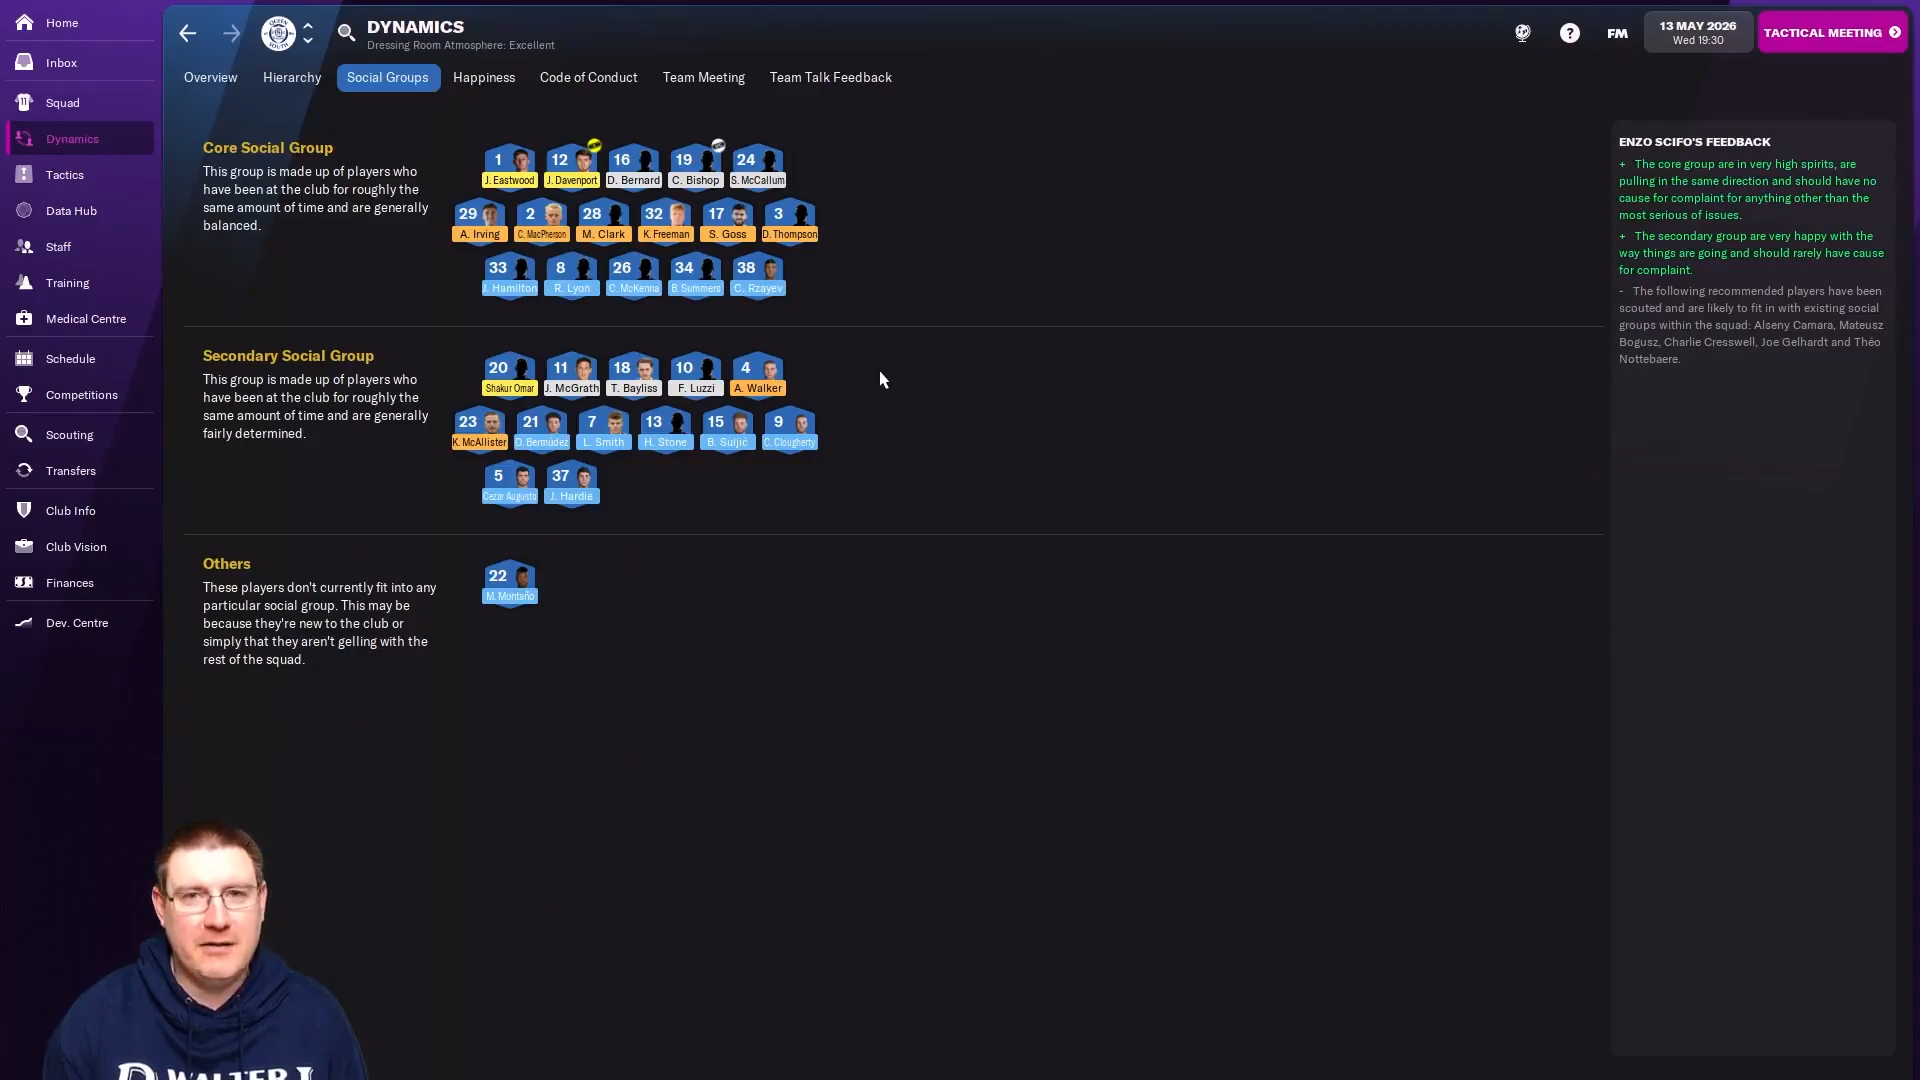 Home
Inbox
Squad
Dynamics
Tactics
Data Hub
Staff
Training
Medical Centre
Schedule
Competitions
Scouting
Transfers
Club Info
Club Vision
Finances
Dev. Centre
DYNAMICS
Dressing Room Atmosphere: Excellent
FM
13 MAY 2026
Wed 19:30
TACTICAL MEETING
Overview
Hierarchy
Social Groups
Happiness
Code of Conduct
Team Meeting
Team Talk Feedback
Core Social Group
This group is made up of players who
have been at the club for roughly the
same amount of time and are generally
balanced.
1 12 16 19 24
J. Eastwood J. Davenport D. Bernard C. Bishop S. McCallum
29 2 28 32 17 3
A. Irving C. MacPherson M. Clark K. Freeman S. Goss D. Thompson
33 8 26 34 38
J. Hamilton R. Lyon C. McKenna B. Summers C. Rzayev
Secondary Social Group
This group is made up of players who
have been at the club for roughly the
same amount of time and are generally
fairly determined.
20 11 18 10 4
Shakur Omar J. McGrath T. Bayliss F. Luzzi A. Walker
23 21 7 13 15 9
K. McAllister O. Bermúdez L. Smith H. Stone B. Suljić C. Clougherty
5 37
Cezar Augusto J. Hardie
Others
These players don't currently fit into any
particular social group. This may be
because they're new to the club or
simply that they aren't gelling with the
rest of the squad.
22
M. Montaño
ENZO SCIFO'S FEEDBACK
+ The core group are in very high spirits, are
pulling in the same direction and should have no
cause for complaint for anything other than the
most serious of issues.
+ The secondary group are very happy with the
way things are going and should rarely have cause
for complaint.
- The following recommended players have been
scouted and are likely to fit in with existing social
groups within the squad: Alseny Camara, Mateusz
Bogusz, Charlie Cresswell, Joe Gelhardt and Théo
Nottebaere.